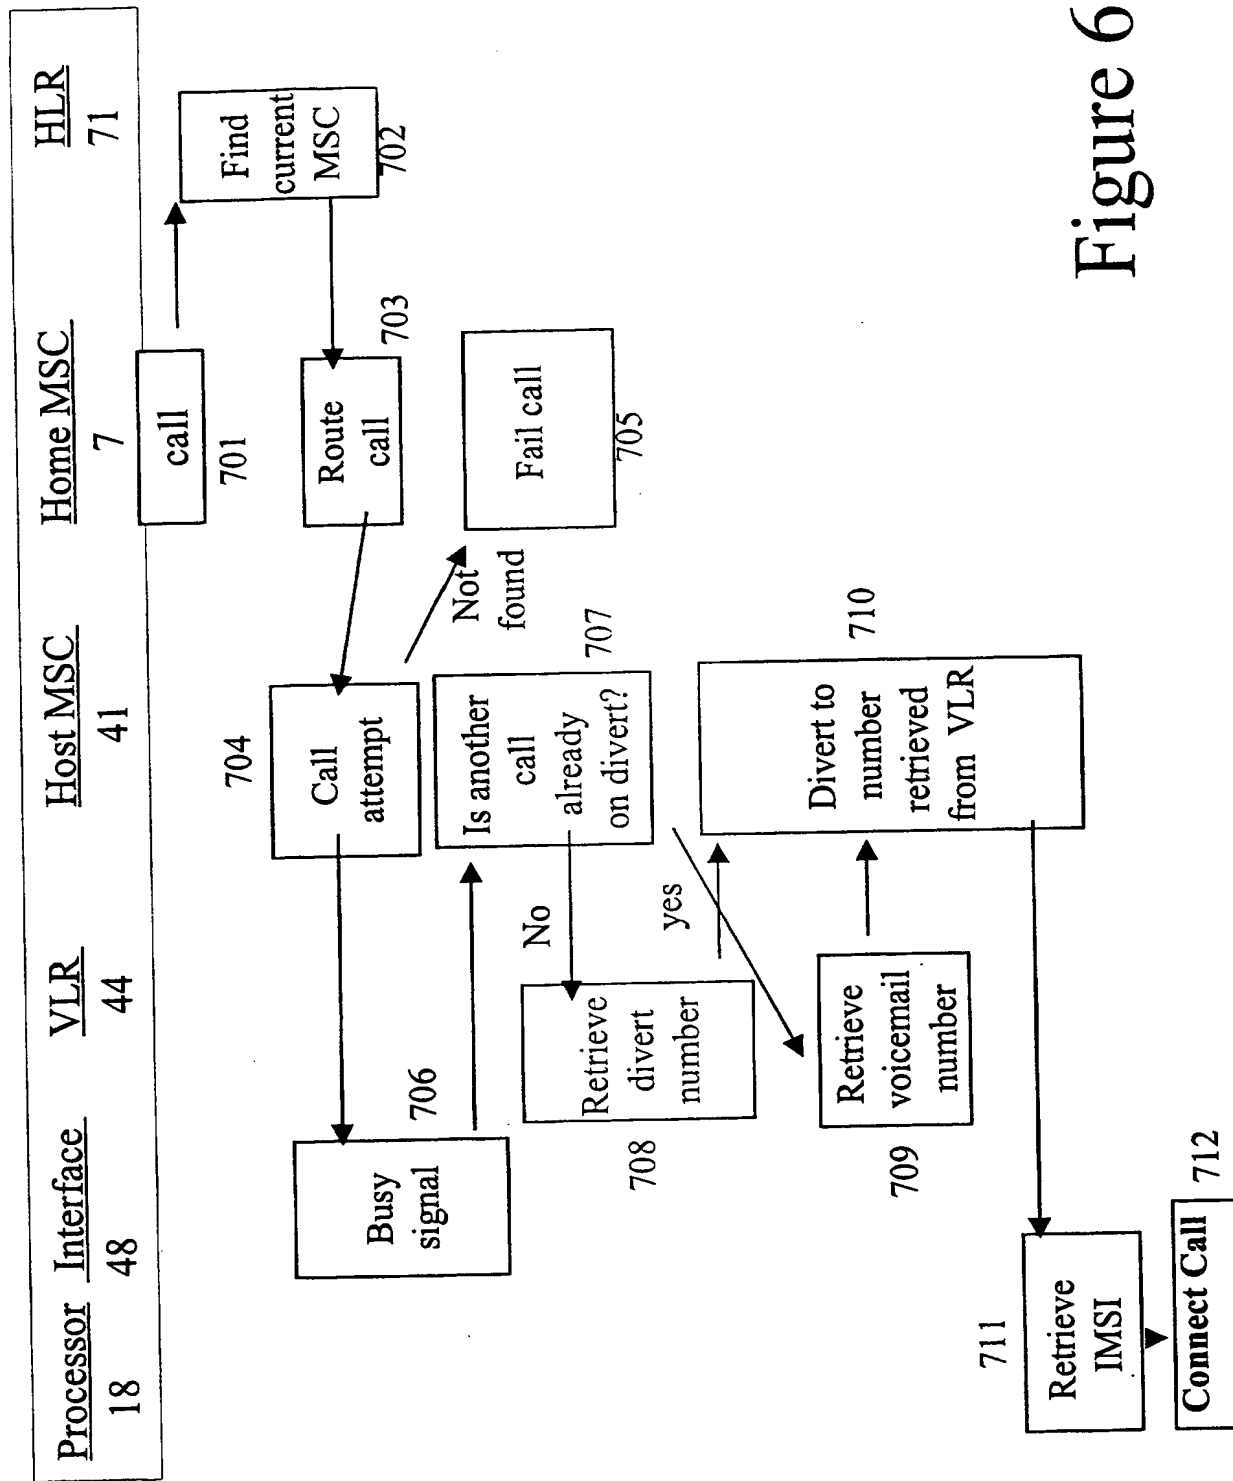 Processor
18
Interface
48
VLR
44
Host MSC
41
Home MSC
7
HLR
71
call
701
Find
current
MSC
702
Route
call
703
704
Call
attempt
Not
found
Fail call
705
Busy
signal
706
Is another
call
already
on divert?
707
No
Retrieve
divert
number
708
yes
Retrieve
voicemail
number
709
Divert to
number
retrieved
from VLR
710
711
Retrieve
IMSI
Connect Call
712
Figure 6